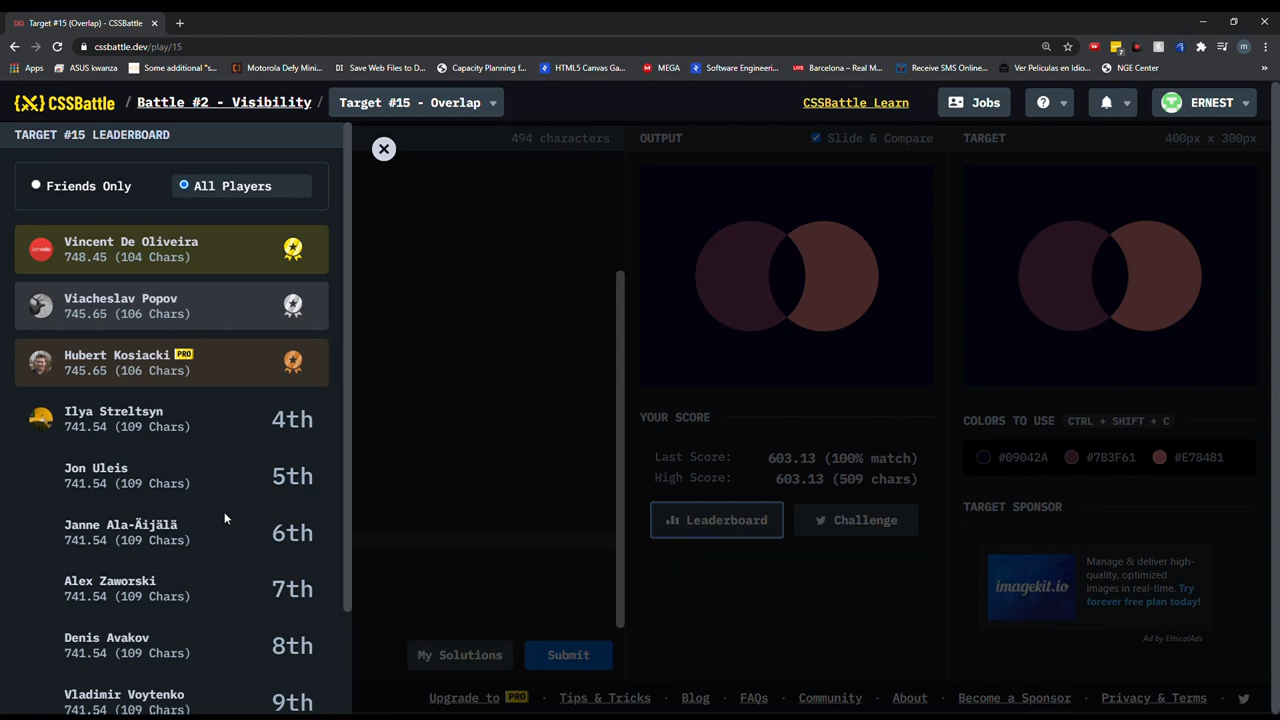 Target #15 (Overlap) - CSSBattle
cssbattle.dev/play/15
Apps
ASUS kwanza
Some additional "s...
Motorola Defy Mini...
DI Save Web Files to D...
Capacity Planning f...
HTML5 Canvas Ga...
MEGA
Software Engineeri...
LIVE Barcelona – Real M...
Receive SMS Online...
Ver Peliculas en Idio...
NGE Center
»
CSSBattle / Battle #2 - Visibility / Target #15 - Overlap
CSSBattle Learn
Jobs
ERNEST
TARGET #15 LEADERBOARD
Friends Only
All Players
Vincent De Oliveira
748.45 (104 Chars)
Viacheslav Popov
745.65 (106 Chars)
Hubert Kosiacki PRO
745.65 (106 Chars)
Ilya Streltsyn
741.54 (109 Chars)
4th
Jon Uleis
741.54 (109 Chars)
5th
Janne Ala-Äijälä
741.54 (109 Chars)
6th
Alex Zaworski
741.54 (109 Chars)
7th
Denis Avakov
741.54 (109 Chars)
8th
Vladimir Voytenko
741.54 (109 Chars)
9th
494 characters
OUTPUT
Slide & Compare
TARGET
400px x 300px
YOUR SCORE
Last Score: 603.13 (100% match)
High Score: 603.13 (509 chars)
Leaderboard
Challenge
COLORS TO USE CTRL + SHIFT + C
#09042A
#7B3F61
#E78481
TARGET SPONSOR
imagekit.io
Manage & deliver high-
quality, optimized
images in real-time. Try
forever free plan today!
Ad by EthicalAds
My Solutions
Submit
Upgrade to PRO · Tips & Tricks · Blog · FAQs · Community · About · Become a Sponsor · Privacy & Terms ·